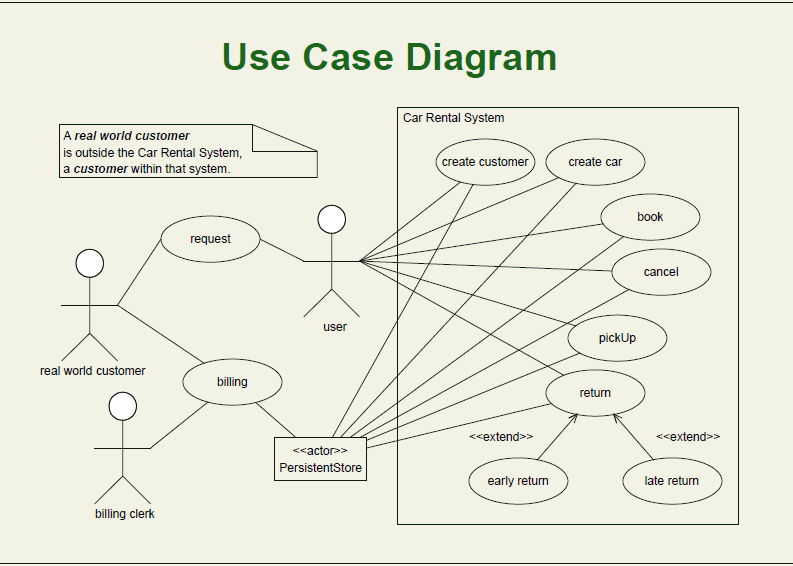 Use Case Diagram
Car Rental System
A real world customer
is outside the Car Rental System,
a customer within that system.
create customer
create car
book
request
cancel
user
pickUp
real world customer
billing
return
<<extend>>
<<extend>>
<<actor>>
PersistentStore
early return
late return
billing clerk